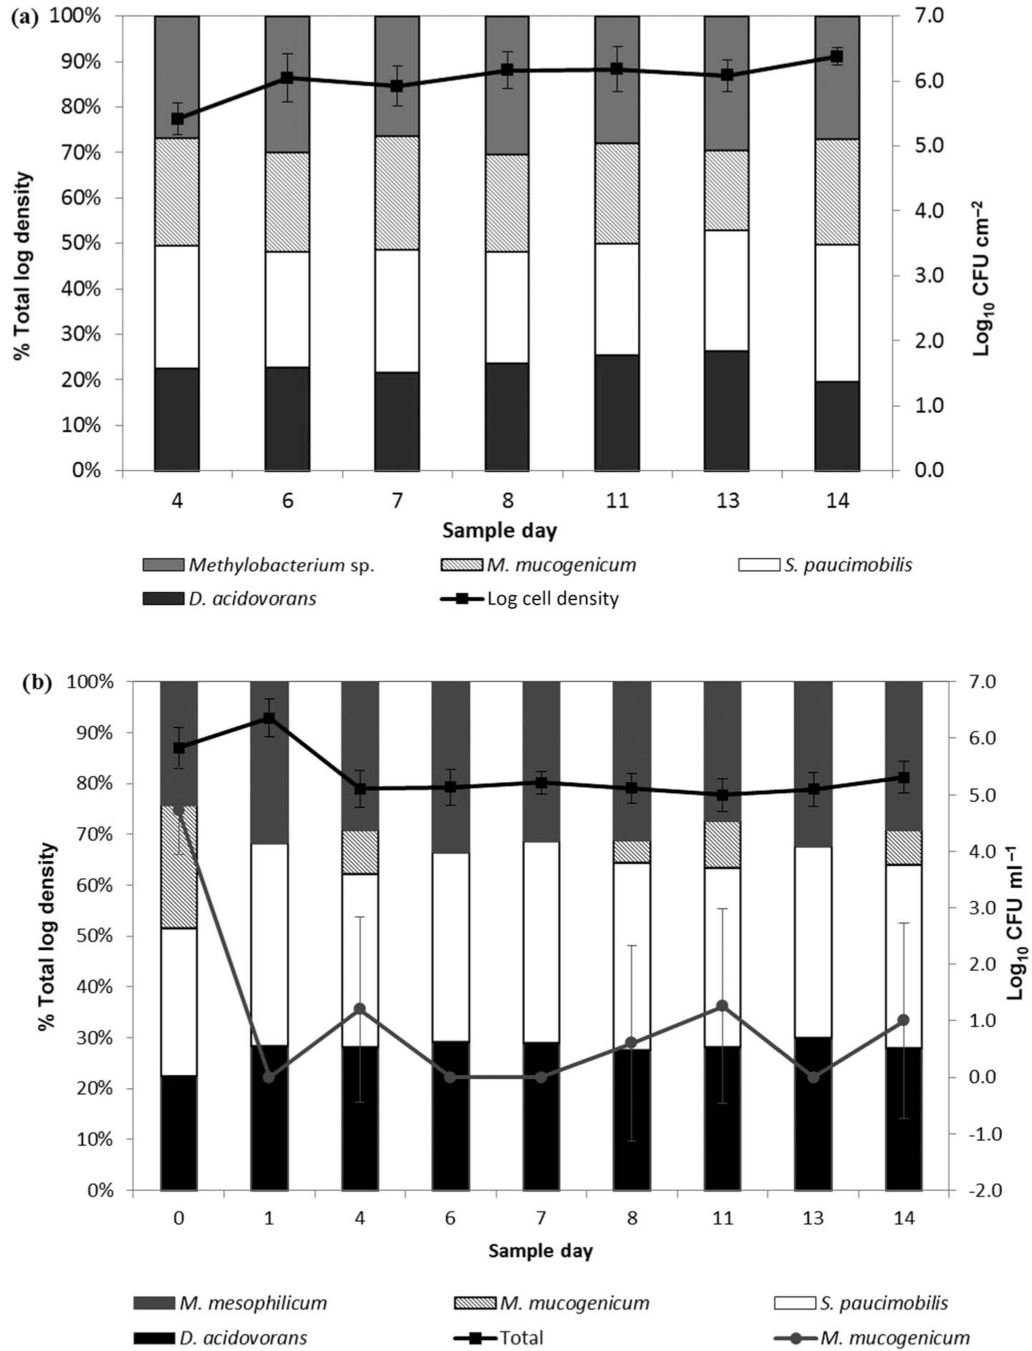 (a)
100%
90%
80%
70%
60%
50%
40%
30%
20%
10%
0%
% Total log density
7.0
6.0
5.0
4.0
3.0
2.0
1.0
0.0
Log10 CFU cm−2
4 6 7 8 11 13 14
Sample day
Methylobacterium sp. M. mucogenicum S. paucimobilis
D. acidovorans Log cell density
(b)
100%
90%
80%
70%
60%
50%
40%
30%
20%
10%
0%
% Total log density
7.0
6.0
5.0
4.0
3.0
2.0
1.0
0.0
-1.0
-2.0
Log10 CFU ml−1
0 1 4 6 7 8 11 13 14
Sample day
M. mesophilicum M. mucogenicum S. paucimobilis
D. acidovorans Total M. mucogenicum